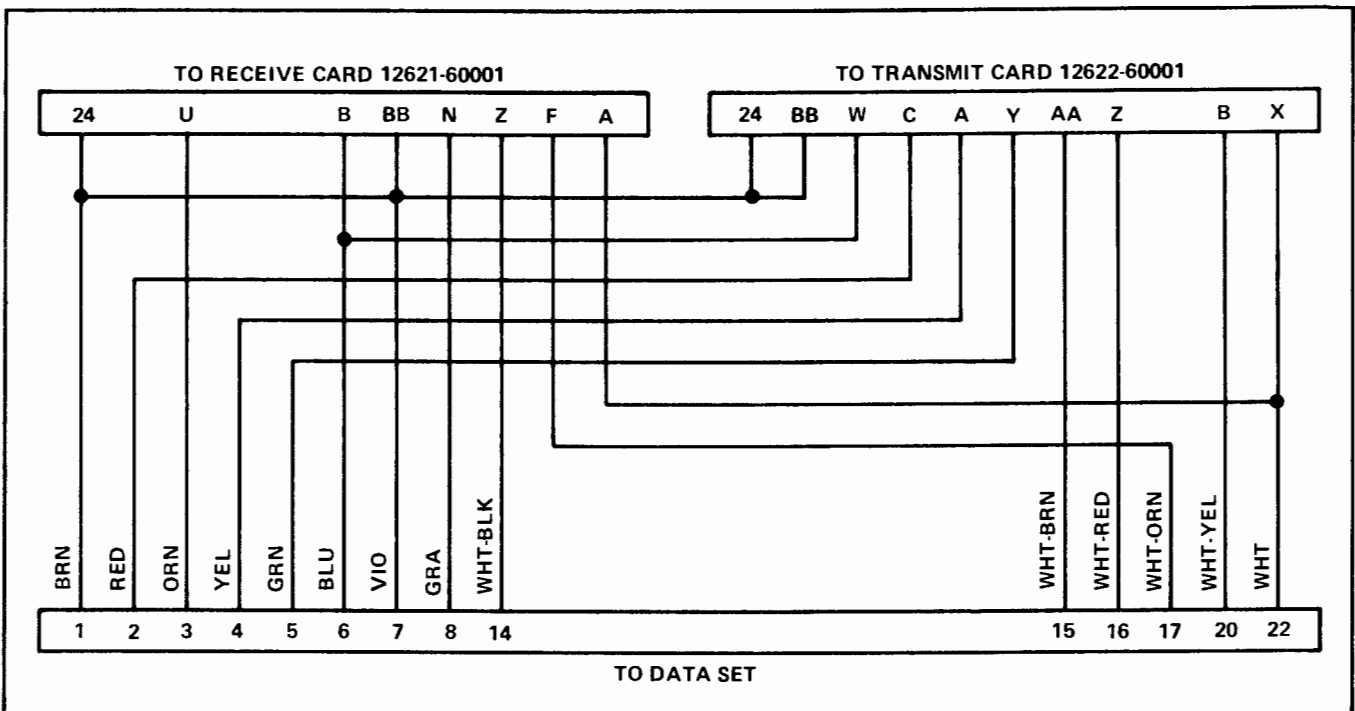 TO RECEIVE CARD 12621-60001
TO TRANSMIT CARD 12622-60001
24 U B BB N Z F A
24 BB W C A Y AA Z B X
BRN
RED
ORN
YEL
GRN
BLU
VIO
GRA
WHT-BLK
WHT-BRN
WHT-RED
WHT-ORN
WHT-YEL
WHT
1 2 3 4 5 6 7 8 14 15 16 17 20 22
TO DATA SET